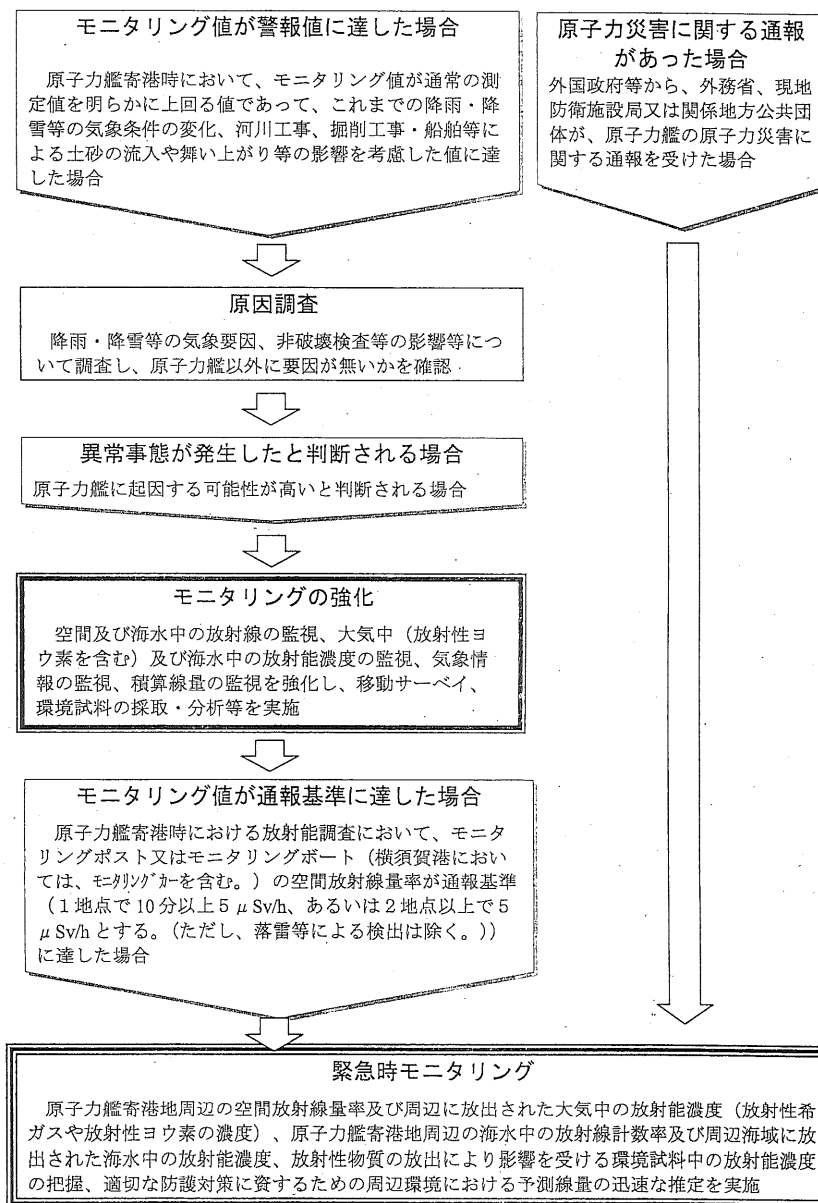 モニタリング値が警報値に達した場合
原子力艦寄港時において、モニタリング値が通常の測
定値を明らかに上回る値であって、これまでの降雨・降
雪等の気象条件の変化、河川工事、掘削工事・船舶等に
よる土砂の流入や舞い上がり等の影響を考慮した値に達
した場合
原子力災害に関する通報
があった場合
外国政府等から、外務省、現地
防衛施設局又は関係地方公共団
体が、原子力艦の原子力災害に
関する通報を受けた場合
原因調査
降雨・降雪等の気象要因、非破壊検査等の影響等につ
いて調査し、原子力艦以外に要因が無いかを確認
異常事態が発生したと判断される場合
原子力艦に起因する可能性が高いと判断される場合
モニタリングの強化
空間及び海水中の放射線の監視、大気中（放射性ヨ
ウ素を含む）及び海水中の放射能濃度の監視、気象情
報の監視、積算線量の監視を強化し、移動サーベイ、
環境試料の採取・分析等を実施
モニタリング値が通報基準に達した場合
原子力艦寄港時における放射能調査において、モニタ
リングポスト又はモニタリングボート（横須賀港におい
ては、ﾓﾆﾀﾘﾝｸﾞｶｰを含む。）の空間放射線量率が通報基準
（１地点で 10 分以上５μSv/h、あるいは２地点以上で５
μSv/h とする。（ただし、落雷等による検出は除く。））
に達した場合
緊急時モニタリング
原子力艦寄港地周辺の空間放射線量率及び周辺に放出された大気中の放射能濃度（放射性希
ガスや放射性ヨウ素の濃度）、原子力艦寄港地周辺の海水中の放射線計数率及び周辺海域に放
出された海水中の放射能濃度、放射性物質の放出により影響を受ける環境試料中の放射能濃度
の把握、適切な防護対策に資するための周辺環境における予測線量の迅速な推定を実施